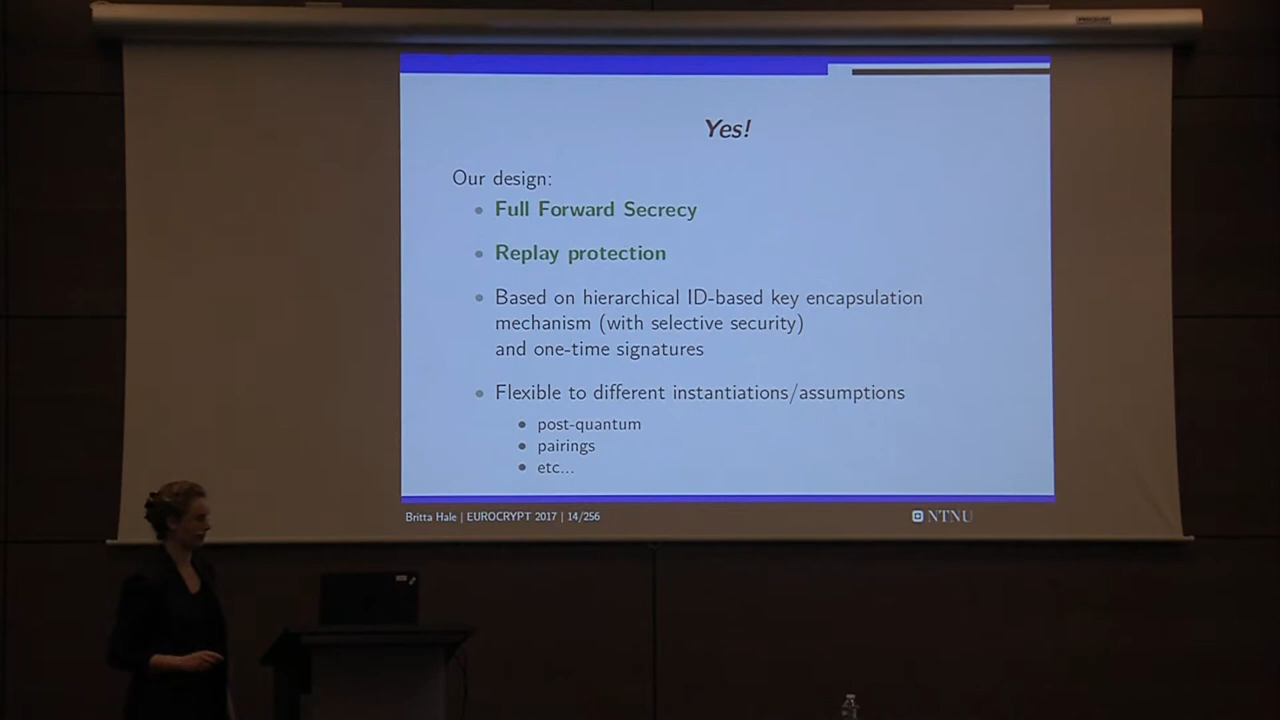 Yes!
Our design:
Full Forward Secrecy
Replay protection
Based on hierarchical ID-based key encapsulation
mechanism (with selective security)
and one-time signatures
Flexible to different instantiations/assumptions
post-quantum
pairings
etc...
Britta Hale | EUROCRYPT 2017 | 14/256
NTNU